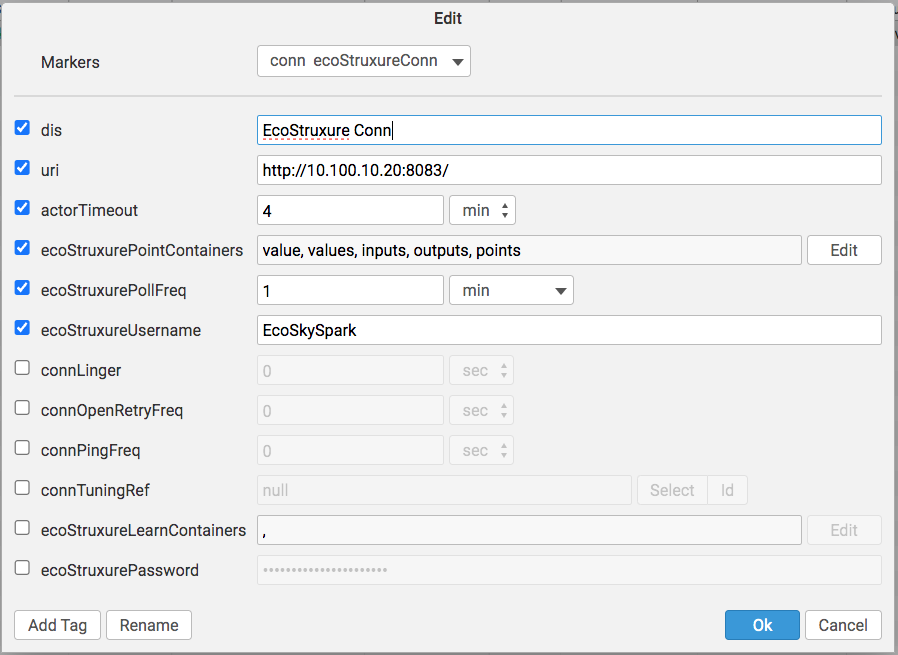 Edit
Markers conn ecoStruxureConn
dis EcoStruxure Conn
uri http://10.100.10.20:8083/
actorTimeout 4 min
ecoStruxurePointContainers value, values, inputs, outputs, points Edit
ecoStruxurePollFreq 1 min
ecoStruxureUsername EcoSkySpark
connLinger 0 sec
connOpenRetryFreq 0 sec
connPingFreq 0 sec
connTuningRef null Select Id
ecoStruxureLearnContainers , Edit
ecoStruxurePassword ••••••••••••••••••••••
Add Tag Rename Ok Cancel